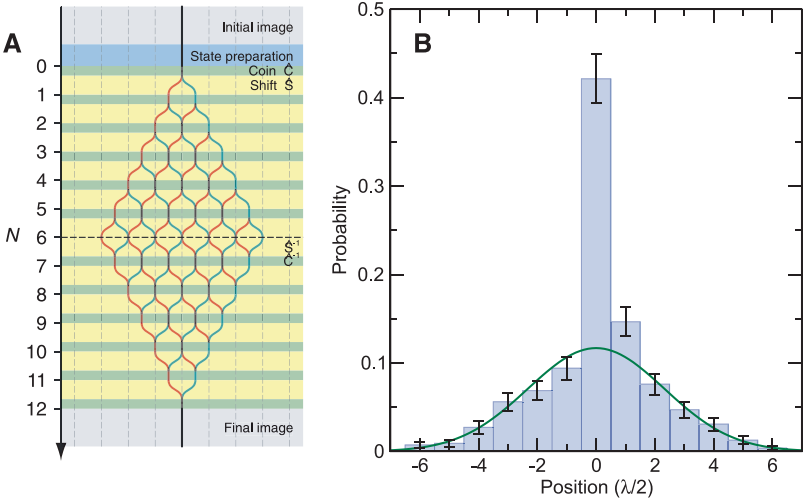 A
Initial image
State preparation
0
Coin Ĉ
Shift Ŝ
1
2
3
4
5
N
6
Ŝ⁻¹
Ĉ⁻¹
7
8
9
10
11
12
Final image
B
0.5
0.4
0.3
0.2
0.1
0
Probability
-6 -4 -2 0 2 4 6
Position (λ/2)